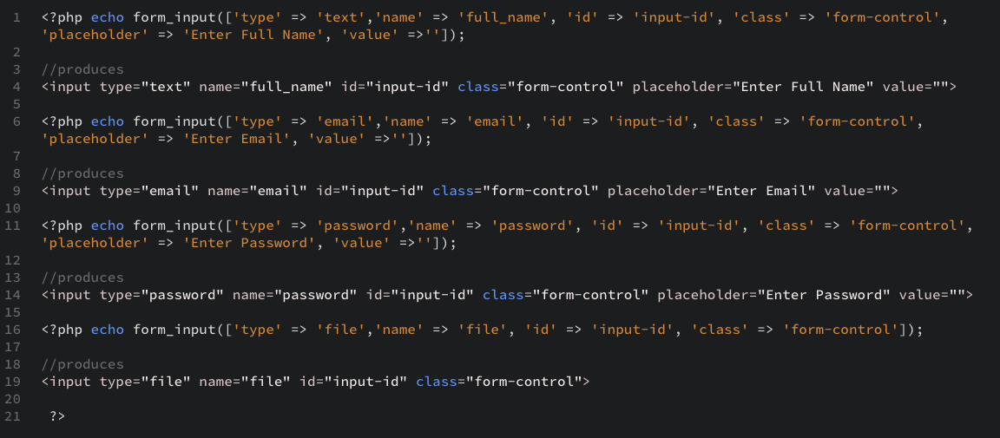 1 <?php echo form_input(['type' => 'text','name' => 'full_name', 'id' => 'input-id', 'class' => 'form-control',
'placeholder' => 'Enter Full Name', 'value' =>'']);
2
3 //produces
4 <input type="text" name="full_name" id="input-id" class="form-control" placeholder="Enter Full Name" value="">
5
6 <?php echo form_input(['type' => 'email','name' => 'email', 'id' => 'input-id', 'class' => 'form-control',
'placeholder' => 'Enter Email', 'value' =>'']);
7
8 //produces
9 <input type="email" name="email" id="input-id" class="form-control" placeholder="Enter Email" value="">
10
11 <?php echo form_input(['type' => 'password','name' => 'password', 'id' => 'input-id', 'class' => 'form-control',
'placeholder' => 'Enter Password', 'value' =>'']);
12
13 //produces
14 <input type="password" name="password" id="input-id" class="form-control" placeholder="Enter Password" value="">
15
16 <?php echo form_input(['type' => 'file','name' => 'file', 'id' => 'input-id', 'class' => 'form-control']);
17
18 //produces
19 <input type="file" name="file" id="input-id" class="form-control">
20
21 ?>